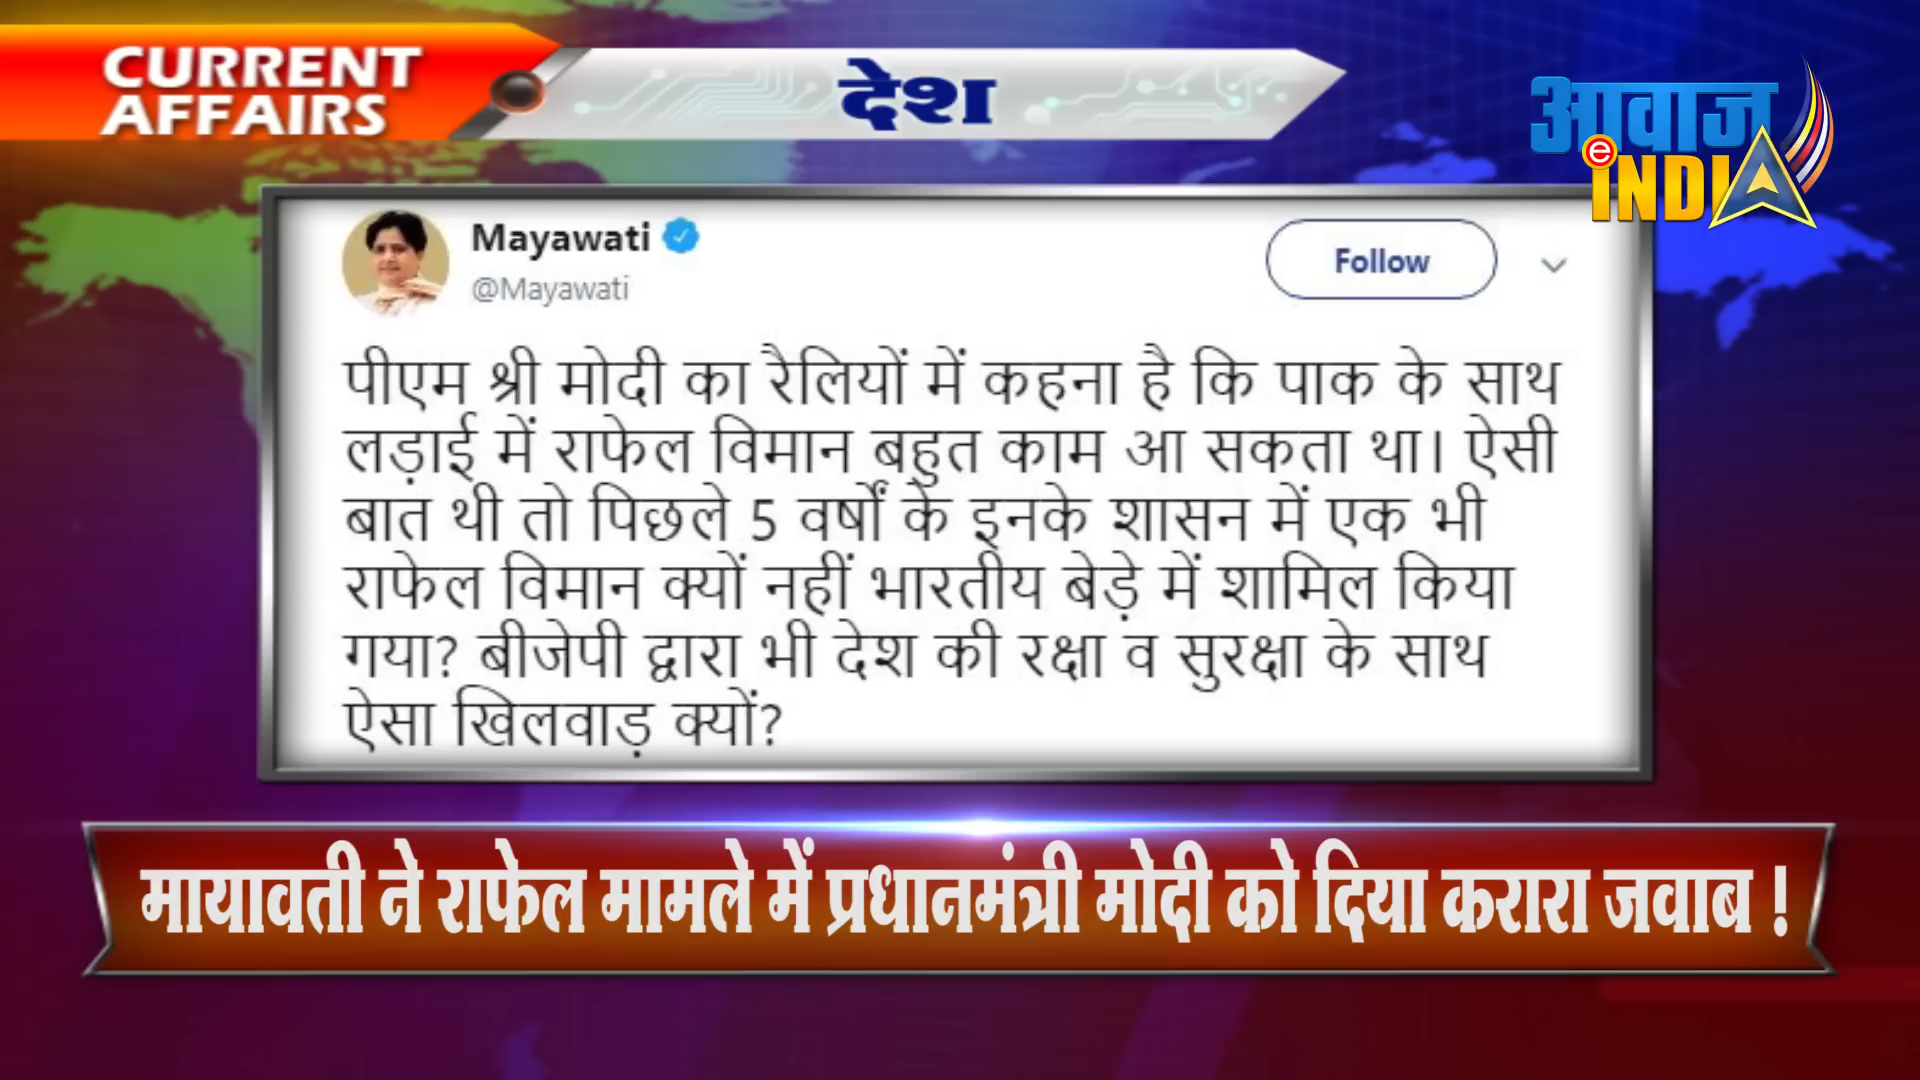 CURRENT
AFFAIRS
देश
आवाज
e
INDIA
Mayawati
@Mayawati
Follow
पीएम श्री मोदी का रैलियों में कहना है कि पाक के साथ
लड़ाई में राफेल विमान बहुत काम आ सकता था। ऐसी
बात थी तो पिछले 5 वर्षों के इनके शासन में एक भी
राफेल विमान क्यों नहीं भारतीय बेड़े में शामिल किया
गया? बीजेपी द्वारा भी देश की रक्षा व सुरक्षा के साथ
ऐसा खिलवाड़ क्यों?
मायावती ने राफेल मामले में प्रधानमंत्री मोदी को दिया करारा जवाब !